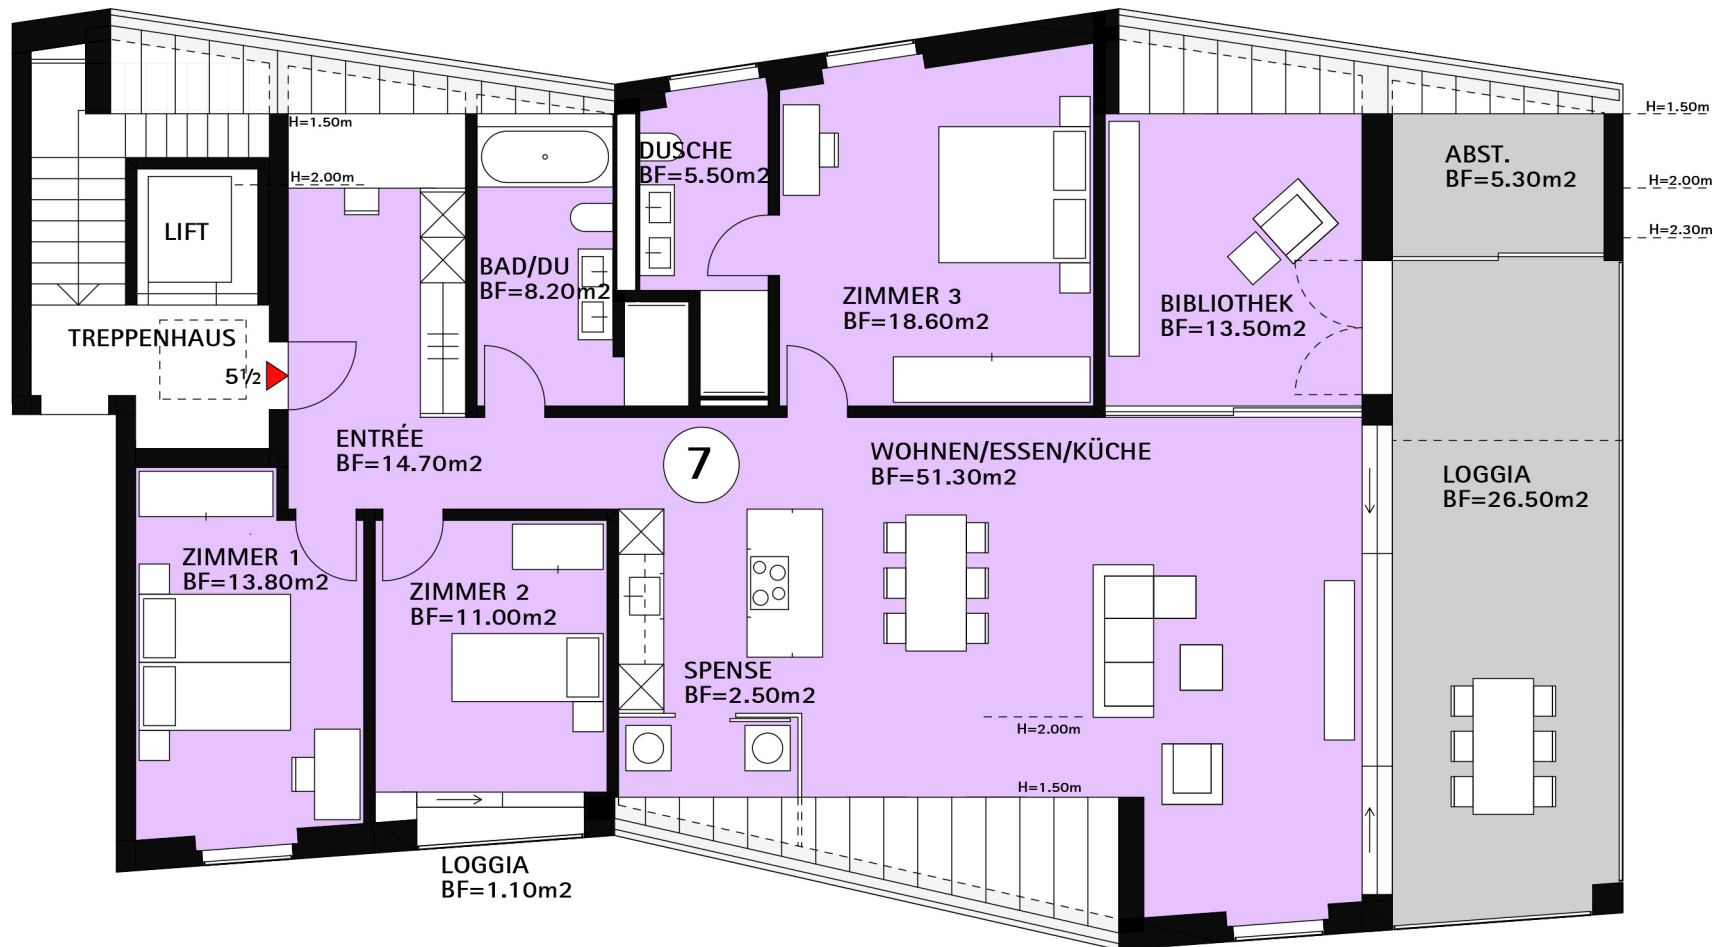 H=1.50m
H=1.50m
DUSCHE
BF=5.50m2
ABST.
BF=5.30m2
H=2.00m
H=2.00m
LIFT
H=2.30m
BAD/DU
BF=8.20m2
ZIMMER 3
BF=18.60m2
BIBLIOTHEK
BF=13.50m2
TREPPENHAUS
5½
ENTRÉE
BF=14.70m2
7
WOHNEN/ESSEN/KÜCHE
BF=51.30m2
LOGGIA
BF=26.50m2
ZIMMER 1
BF=13.80m2
ZIMMER 2
BF=11.00m2
SPENSE
BF=2.50m2
H=2.00m
H=1.50m
LOGGIA
BF=1.10m2